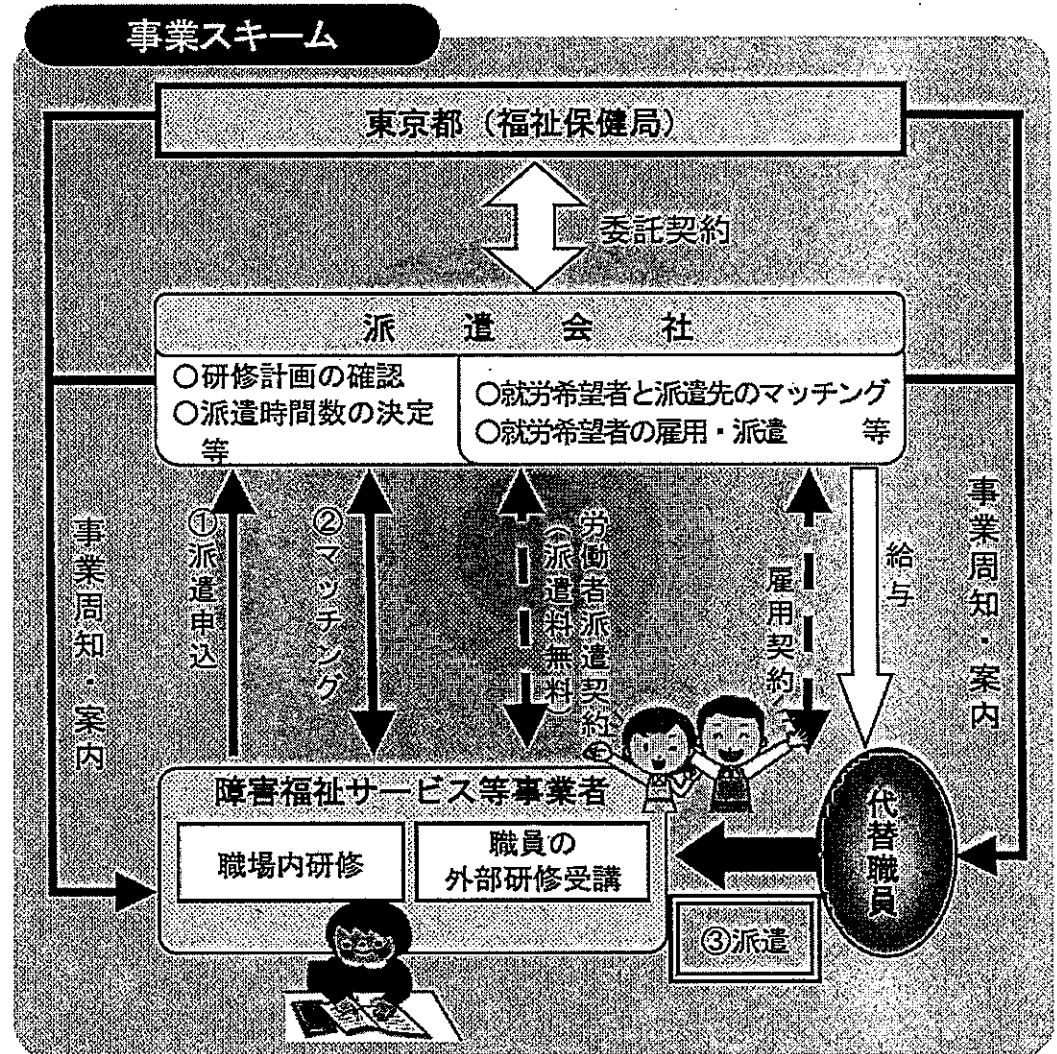 事業スキーム
東京都（福祉保健局）
委託契約
派遣会社
○研修計画の確認
○派遣時間数の決定
等
○就労希望者と派遣先のマッチング
○就労希望者の雇用・派遣　等
事業周知・案内
①派遣申込
②マッチング
労働者派遣契約
（派遣料無料）
雇用契約
給与
事業周知・案内
障害福祉サービス等事業者
職場内研修
職員の
外部研修受講
代替職員
③派遣